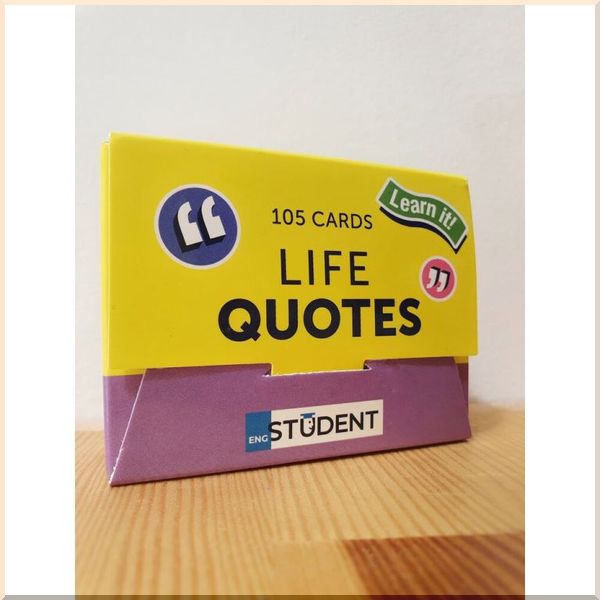 105 CARDS
Learn it!
LIFE
QUOTES
ENG STUDENT